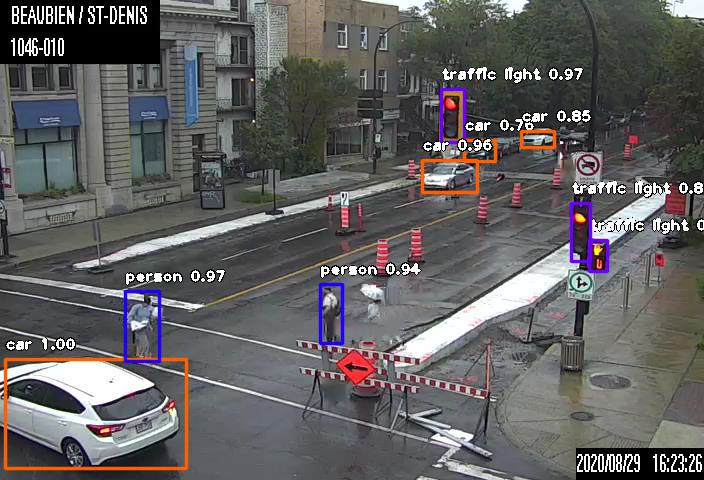 BEAUBIEN / ST-DENIS
1046-010
traffic light 0.97
car 0.85
car 0.76
car 0.96
traffic light 0.8
traffic light 0
person 0.97
person 0.94
car 1.00
2020/08/29 16:23:26